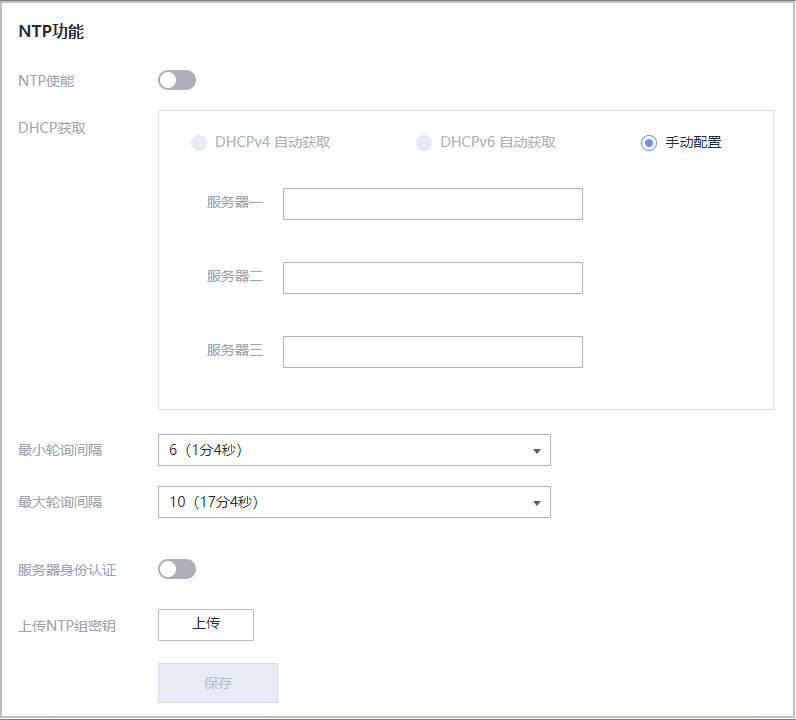 NTP功能
NTP使能
DHCP获取
DHCPv4 自动获取 DHCPv6 自动获取 手动配置
服务器一
服务器二
服务器三
最小轮询间隔 6（1分4秒）
最大轮询间隔 10（17分4秒）
服务器身份认证
上传NTP组密钥 上传
保存